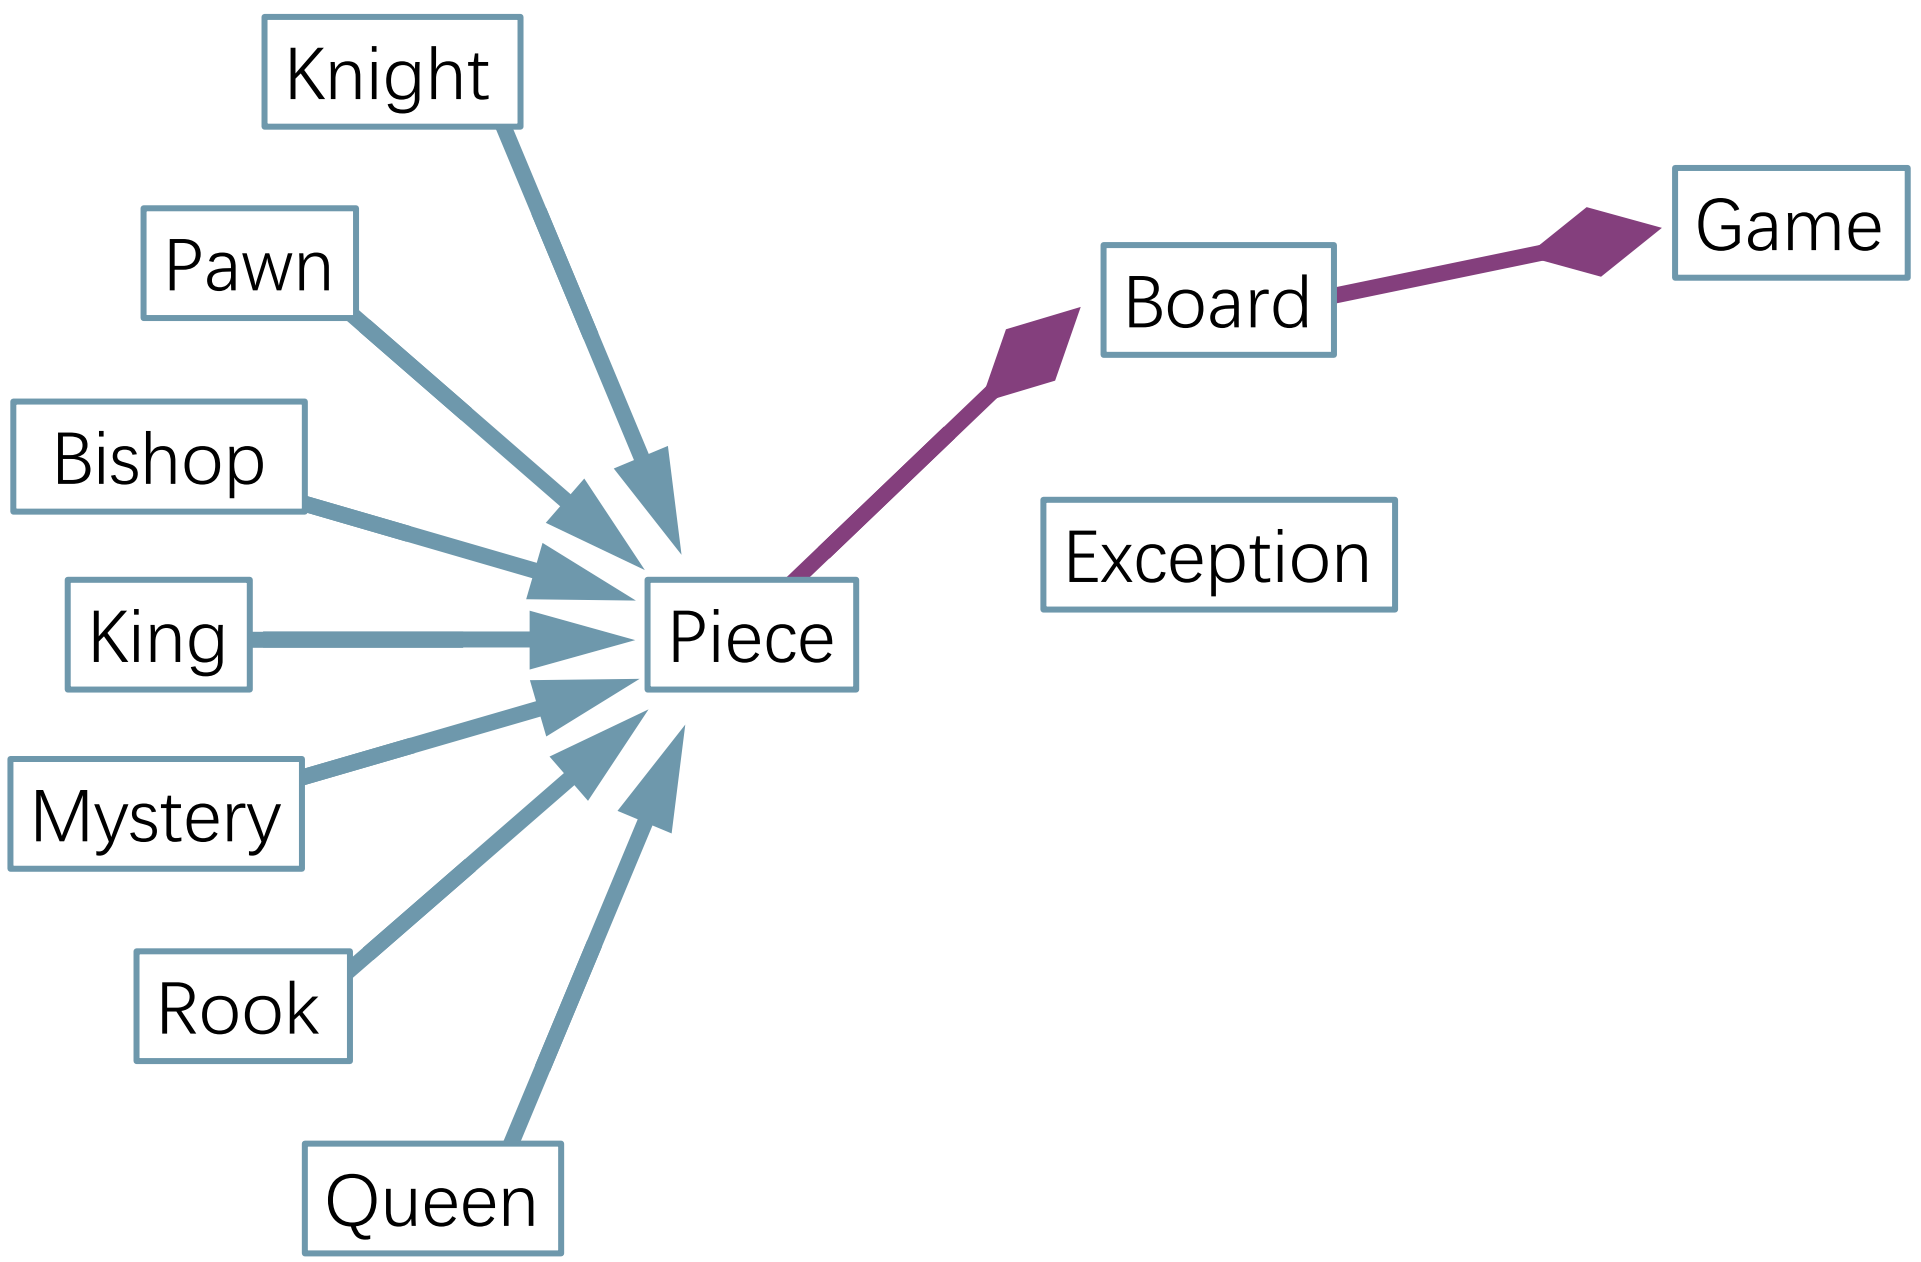 Knight
Pawn
Game
Board
Bishop
Exception
King
Piece
Mystery
Rook
Queen